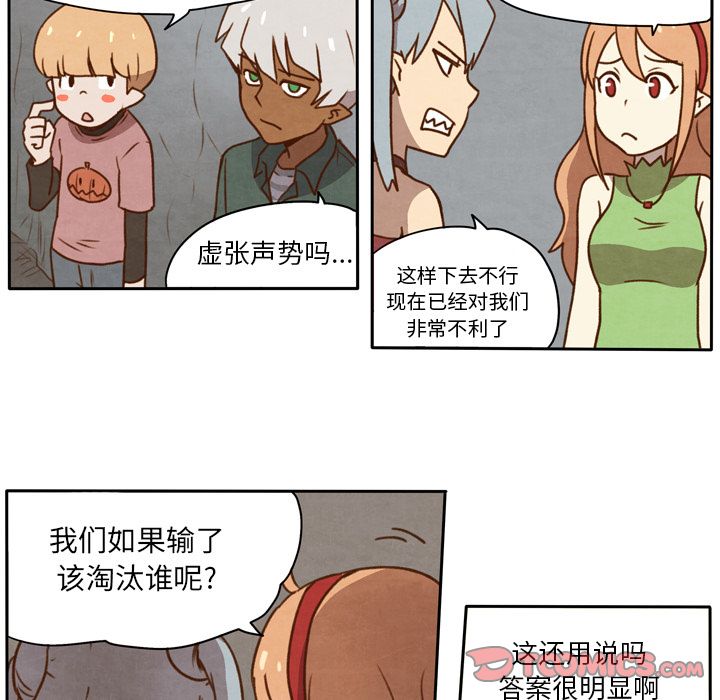 虚张声势吗...
这样下去不行
现在已经对我们
非常不利了
我们如果输了
该淘汰谁呢?
这还用说吗
答案很明显啊
DTCOMICS.COM